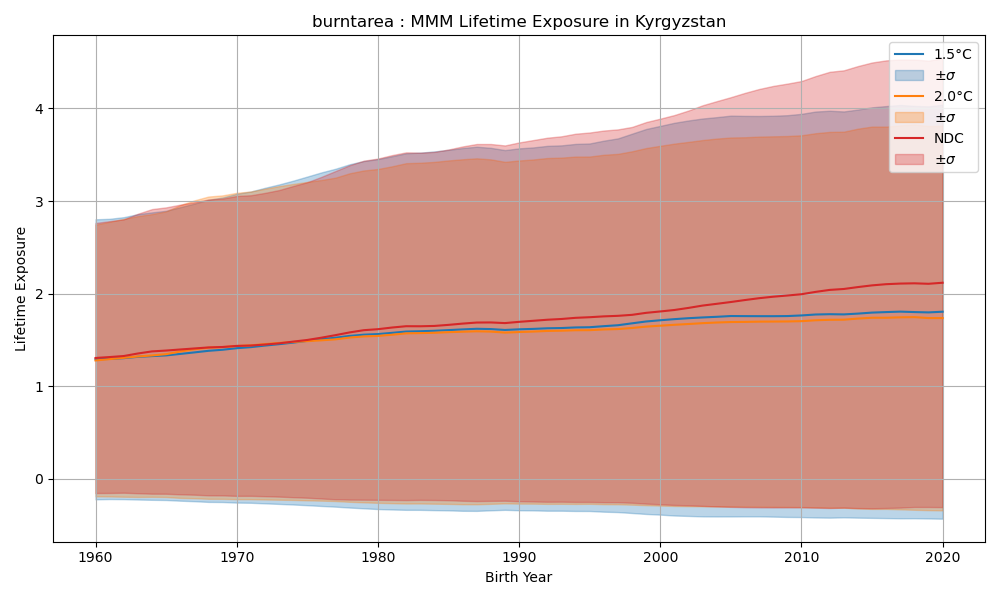 burntarea : MMM Lifetime Exposure in Kyrgyzstan
Lifetime Exposure
4
3
2
1
0
1960 1970 1980 1990 2000 2010 2020
Birth Year
1.5°C
±σ
2.0°C
±σ
NDC
±σ